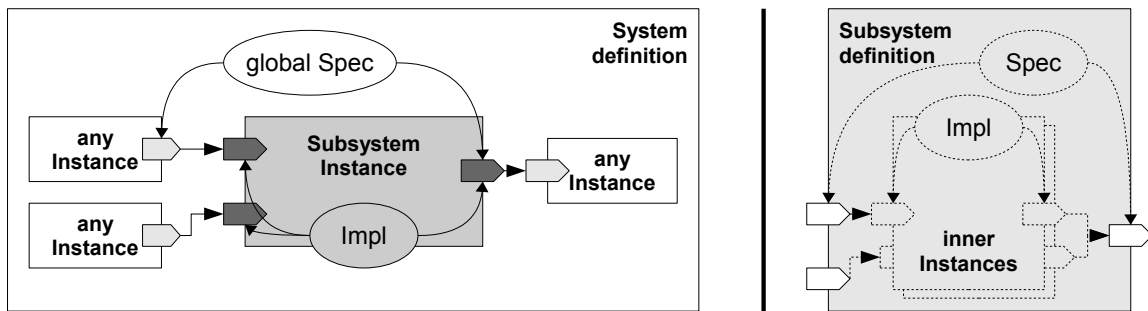 System
definition
global Spec
any
Instance
Subsystem
Instance
any
Instance
any
Instance
Impl
Subsystem
definition
Spec
Impl
inner
Instances